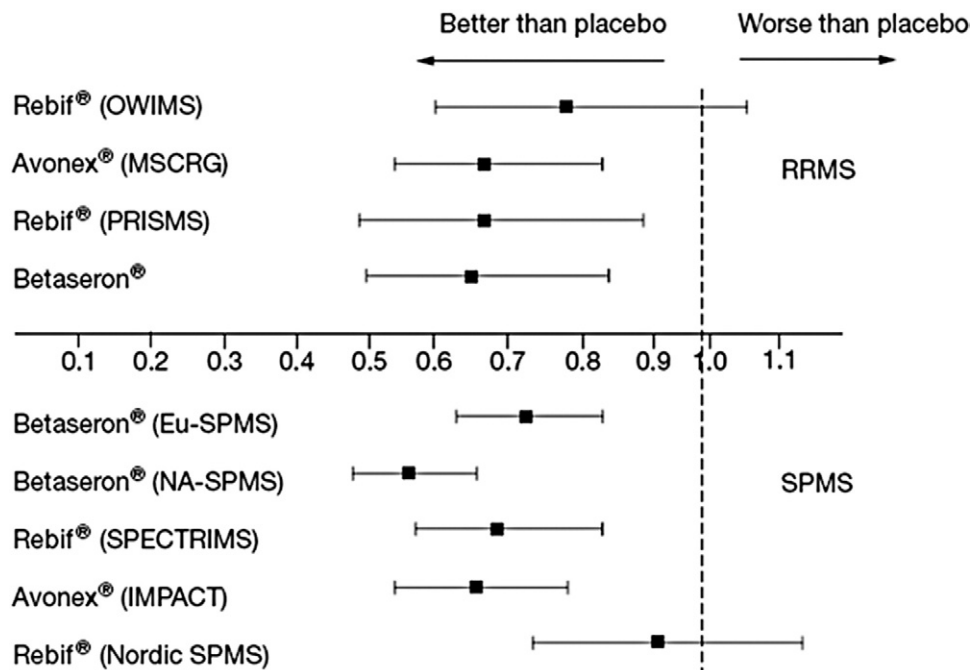 Better than placebo Worse than placebo
Rebif® (OWIMS)
Avonex® (MSCRG)
RRMS
Rebif® (PRISMS)
Betaseron®
0.1 0.2 0.3 0.4 0.5 0.6 0.7 0.8 0.9 1.0 1.1
Betaseron® (Eu-SPMS)
Betaseron® (NA-SPMS)
SPMS
Rebif® (SPECTRIMS)
Avonex® (IMPACT)
Rebif® (Nordic SPMS)